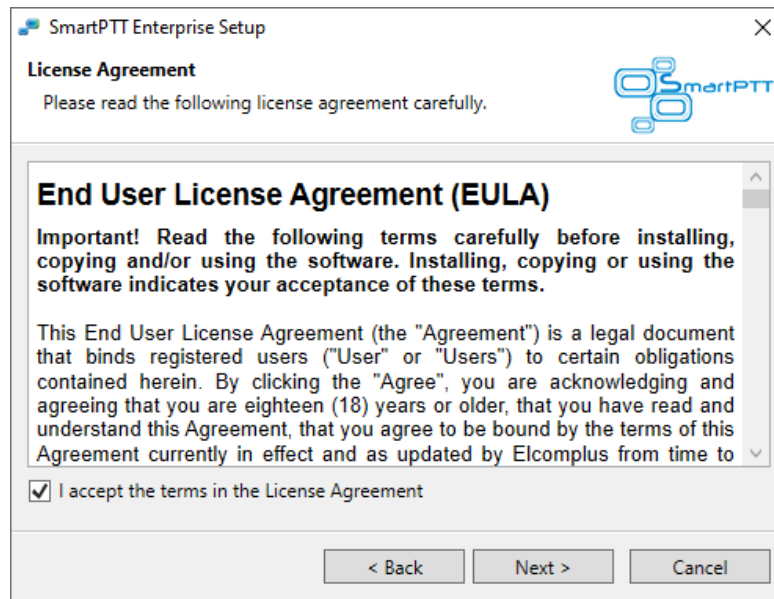 SmartPTT Enterprise Setup
License Agreement
Please read the following license agreement carefully.
SmartPTT
End User License Agreement (EULA)
Important! Read the following terms carefully before installing,
copying and/or using the software. Installing, copying or using the
software indicates your acceptance of these terms.
This End User License Agreement (the "Agreement") is a legal document
that binds registered users ("User" or "Users") to certain obligations
contained herein. By clicking the "Agree", you are acknowledging and
agreeing that you are eighteen (18) years or older, that you have read and
understand this Agreement, that you agree to be bound by the terms of this
Agreement currently in effect and as updated by Elcomplus from time to
I accept the terms in the License Agreement
< Back
Next >
Cancel